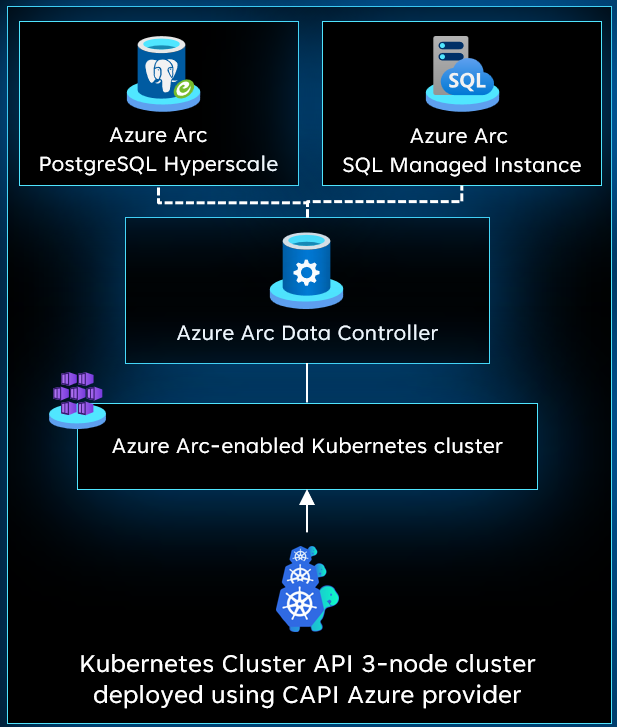 Azure Arc
PostgreSQL Hyperscale
SQL
Azure Arc
SQL Managed Instance
Azure Arc Data Controller
Azure Arc-enabled Kubernetes cluster
Kubernetes Cluster API 3-node cluster
deployed using CAPI Azure provider